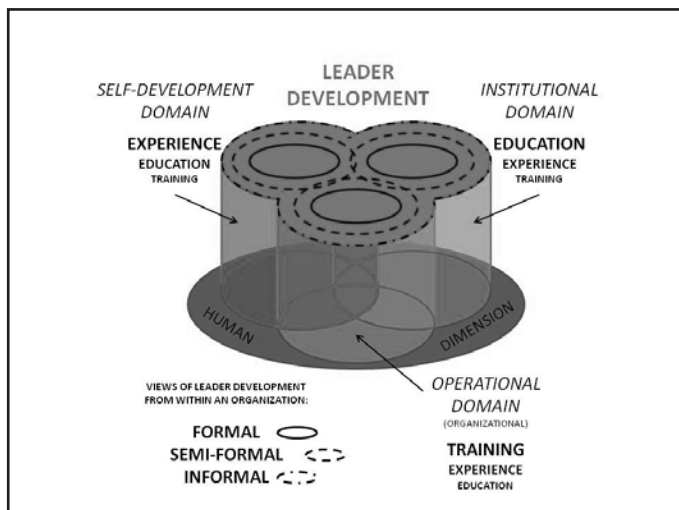 LEADER
DEVELOPMENT
SELF-DEVELOPMENT
DOMAIN
EXPERIENCE
EDUCATION
TRAINING
INSTITUTIONAL
DOMAIN
EDUCATION
EXPERIENCE
TRAINING
HUMAN
DIMENSION
VIEWS OF LEADER DEVELOPMENT
FROM WITHIN AN ORGANIZATION:
FORMAL
SEMI-FORMAL
INFORMAL
OPERATIONAL
DOMAIN
(ORGANIZATIONAL)
TRAINING
EXPERIENCE
EDUCATION